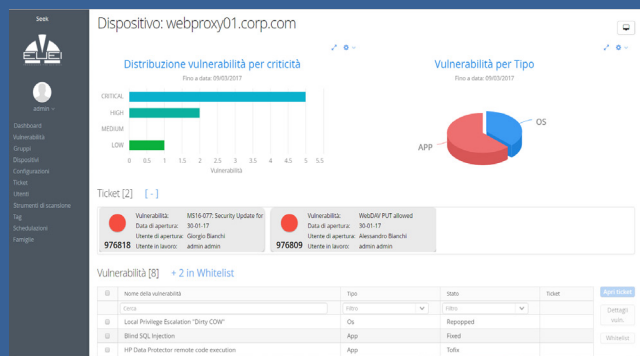 Seek
Dispositivo: webproxy01.corp.com
EUEI
admin
Dashboard
Vulnerabilità
Gruppi
Dispositivi
Configurazioni
Ticket
Utenti
Strumenti di scansione
Tag
Schedulazioni
Famiglie
Distribuzione vulnerabilità per criticità
Fino a data: 09/03/2017
CRITICAL
HIGH
MEDIUM
LOW
0 0.5 1 1.5 2 2.5 3 3.5 4 4.5 5 5.5
Vulnerabilità
Vulnerabilità per Tipo
Fino a data: 09/03/2017
OS
APP
Ticket [2] [ - ]
976818
Vulnerabilità: MS16-077: Security Update for
Data di apertura: 30-01-17
Utente di apertura: Giorgio Bianchi
Utente in lavoro: admin admin
976809
Vulnerabilità: WebDAV PUT allowed
Data di apertura: 30-01-17
Utente di apertura: Alessandro Bianchi
Utente in lavoro: admin admin
Vulnerabilità [8] + 2 in Whitelist
Nome della vulnerabilità Tipo Stato Ticket
Cerca Filtro Filtro
Local Privilege Escalation "Dirty COW" Os Repopped
Blind SQL Injection App Fixed
HP Data Protector remote code execution App Tofix
Apri ticket
Dettagli
vuln.
Whitelist